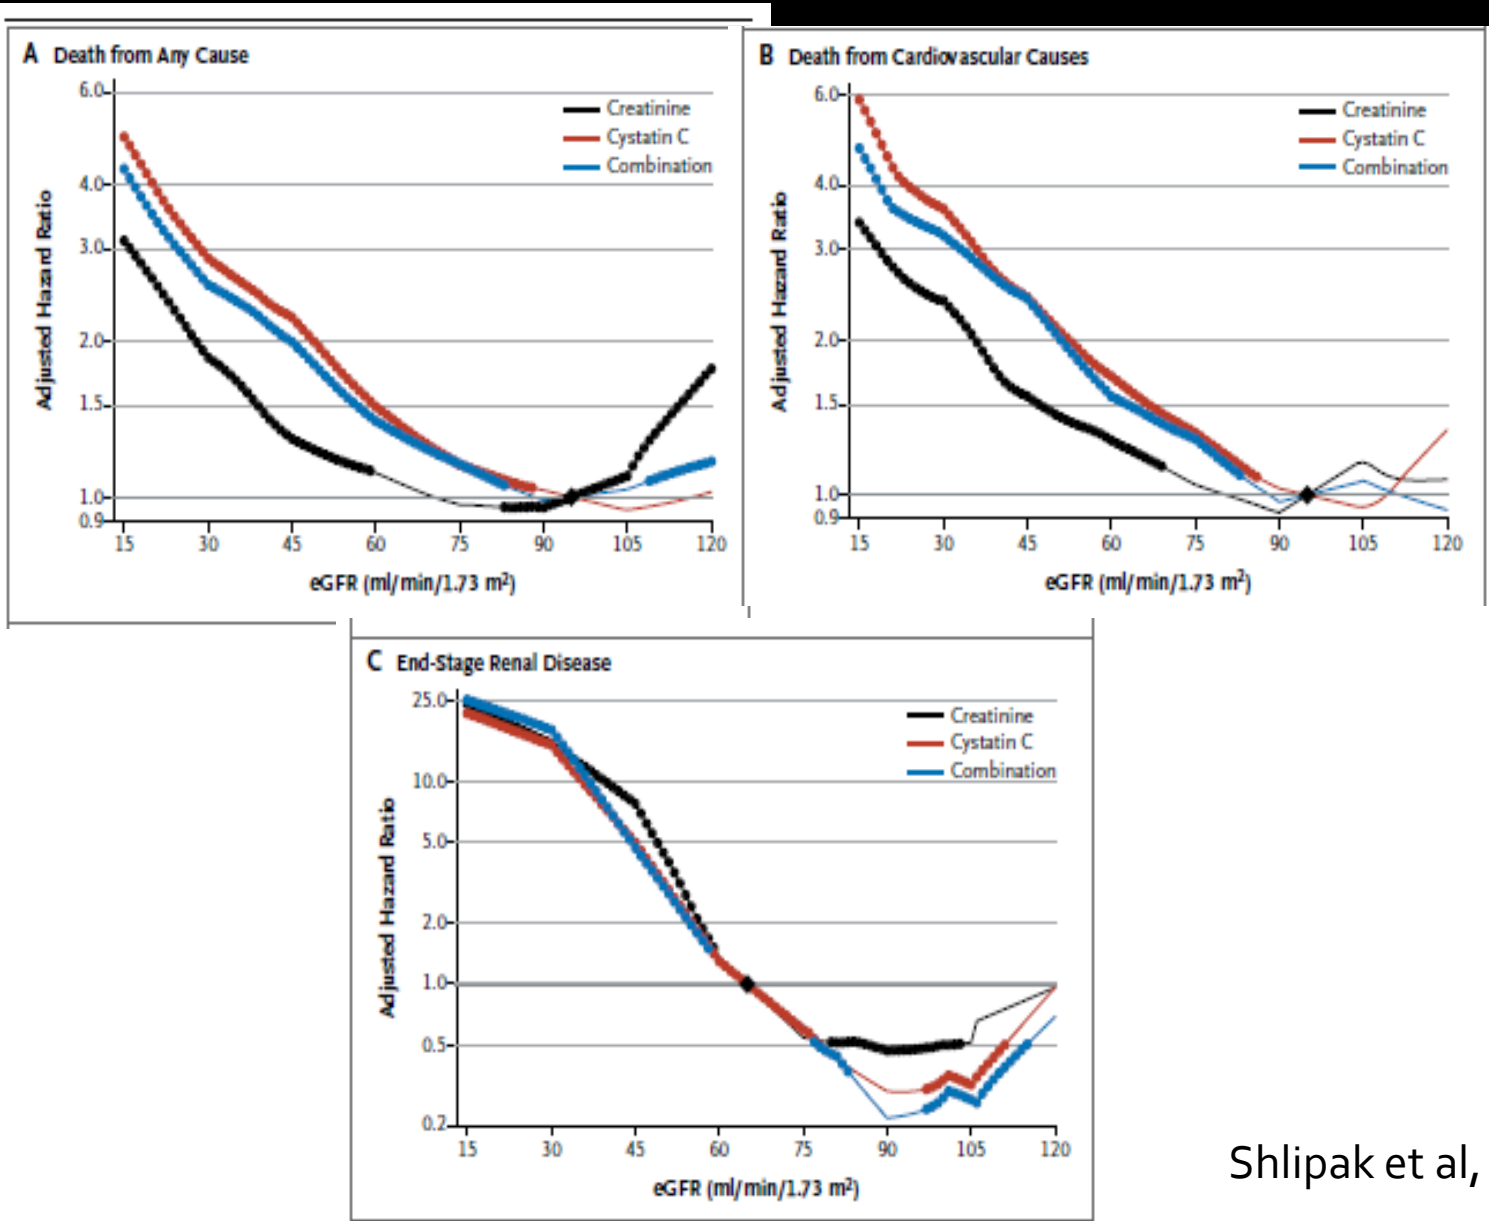 A Death from Any Cause
6.0
4.0
3.0
2.0
1.5
1.0
0.9
Adjusted Hazard Ratio
Creatinine
Cystatin C
Combination
15 30 45 60 75 90 105 120
eGFR (ml/min/1.73 m²)
B Death from Cardiovascular Causes
6.0
4.0
3.0
2.0
1.5
1.0
0.9
Adjusted Hazard Ratio
Creatinine
Cystatin C
Combination
15 30 45 60 75 90 105 120
eGFR (ml/min/1.73 m²)
C End-Stage Renal Disease
25.0
10.0
5.0
2.0
1.0
0.5
0.2
Adjusted Hazard Ratio
Creatinine
Cystatin C
Combination
15 30 45 60 75 90 105 120
eGFR (ml/min/1.73 m²)
Shlipak et al,